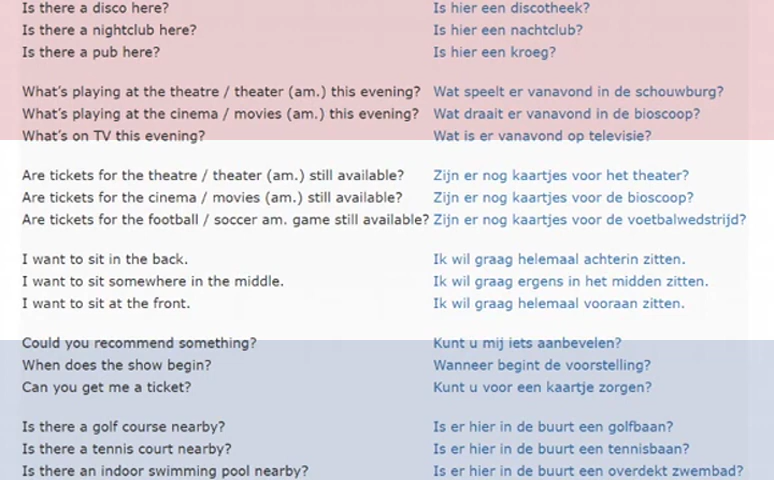 Is there a disco here? Is hier een discotheek?
Is there a nightclub here? Is hier een nachtclub?
Is there a pub here? Is hier een kroeg?
What's playing at the theatre / theater (am.) this evening? Wat speelt er vanavond in de schouwburg?
What's playing at the cinema / movies (am.) this evening? Wat draait er vanavond in de bioscoop?
What's on TV this evening? Wat is er vanavond op televisie?
Are tickets for the theatre / theater (am.) still available? Zijn er nog kaartjes voor het theater?
Are tickets for the cinema / movies (am.) still available? Zijn er nog kaartjes voor de bioscoop?
Are tickets for the football / soccer am. game still available? Zijn er nog kaartjes voor de voetbalwedstrijd?
I want to sit in the back. Ik wil graag helemaal achterin zitten.
I want to sit somewhere in the middle. Ik wil graag ergens in het midden zitten.
I want to sit at the front. Ik wil graag helemaal vooraan zitten.
Could you recommend something? Kunt u mij iets aanbevelen?
When does the show begin? Wanneer begint de voorstelling?
Can you get me a ticket? Kunt u voor een kaartje zorgen?
Is there a golf course nearby? Is er hier in de buurt een golfbaan?
Is there a tennis court nearby? Is er hier in de buurt een tennisbaan?
Is there an indoor swimming pool nearby? Is er hier in de buurt een overdekt zwembad?